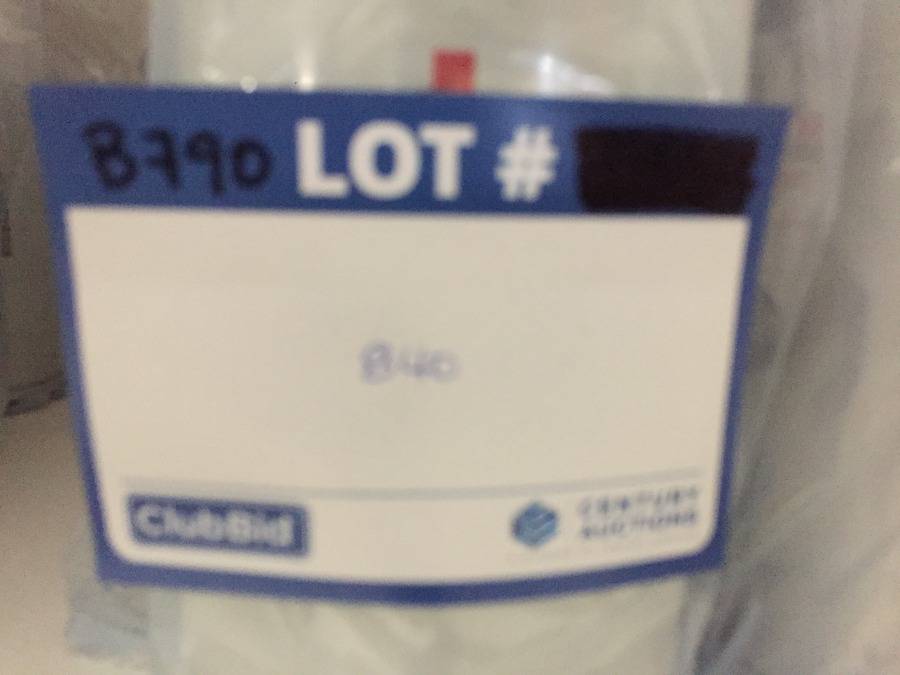 B790 LOT #
B40
ClubBid
CENTURY
AUCTIONS